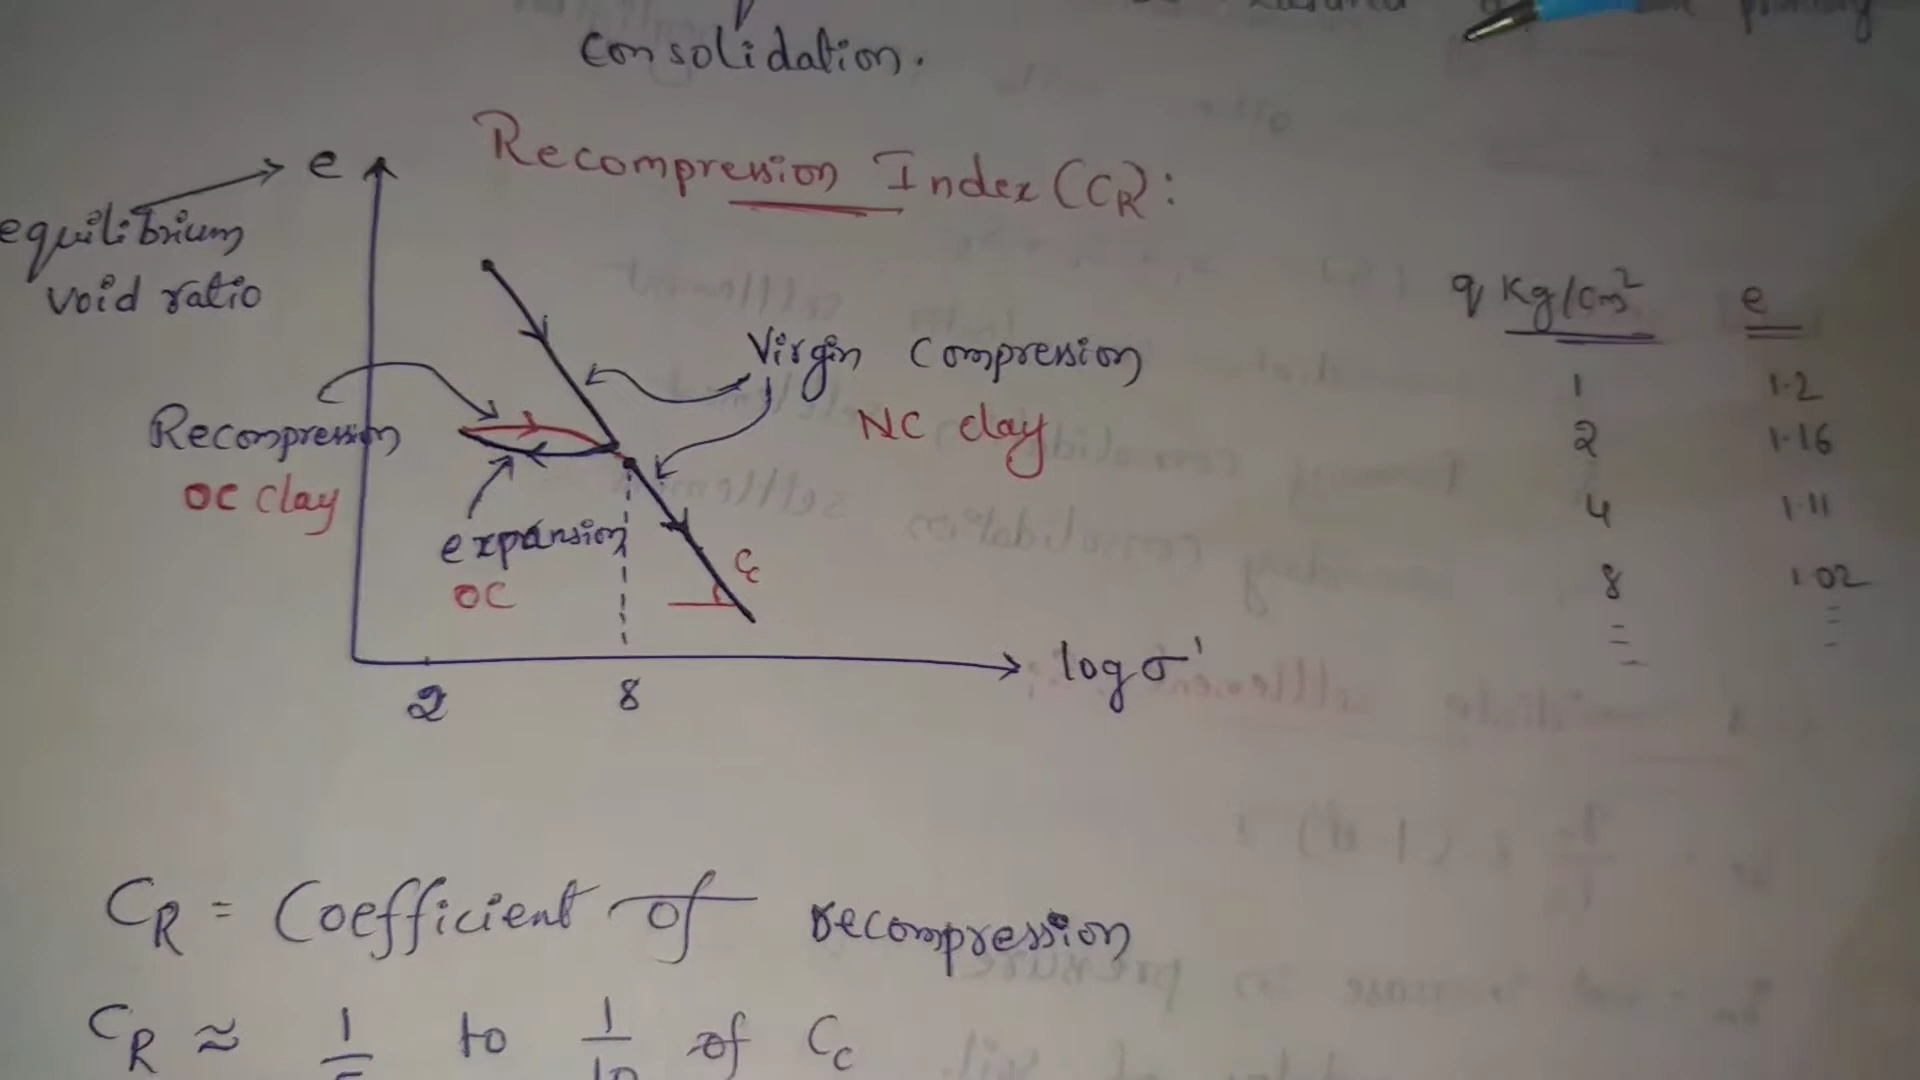 consolidation.
Recompression Index (CR):
e
equilibrium
void ratio
q Kg/cm² e
1 1.2
2 1.16
4 1.11
8 1.02
Virgin Compression
NC clay
Recompression
OC Clay
expansion
OC
Cc
2 8
log σ'
CR = Coefficient of recompression
CR ≈ 1/5 to 1/10 of Cc